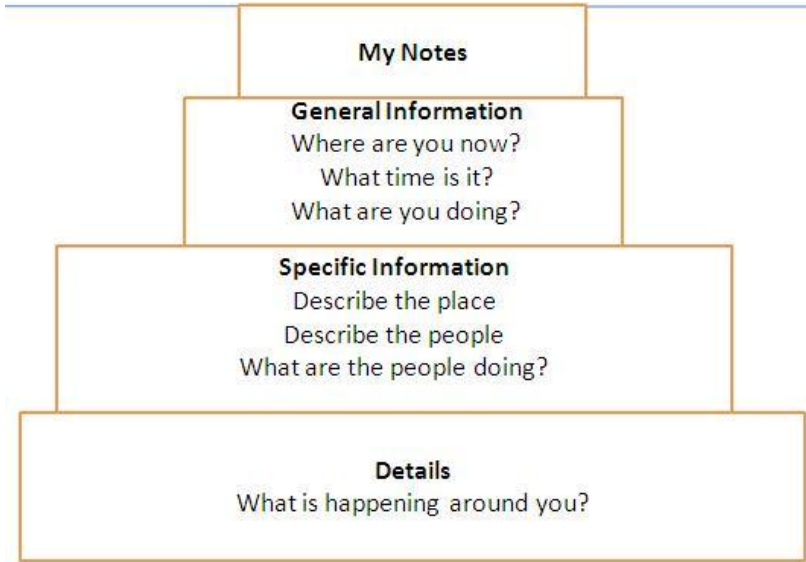 My Notes
General Information
Where are you now?
What time is it?
What are you doing?
Specific Information
Describe the place
Describe the people
What are the people doing?
Details
What is happening around you?